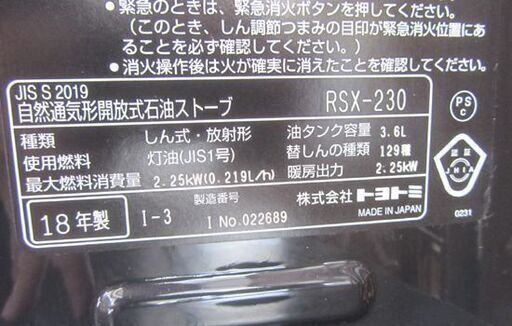 ●緊急のときは、緊急消火ボタンを押してください。
(このとき、しん調節つまみの目印が緊急消火位置に
あることを必ず確認してください。)
●消火操作後は火が確実に消えたことを確認してください。
JIS S 2019
自然通気形開放式石油ストーブ RSX-230
種類 しん式・放射形 油タンク容量 3.6L
使用燃料 灯油(JIS1号) 替しんの種類 129種
最大燃料消費量 2.25kW(0.219L/h) 暖房出力 2.25kW
18年製 I-3 製造番号 I No.022689 株式会社トヨトミ
MADE IN JAPAN
PS
C
認証
JHIA
0231